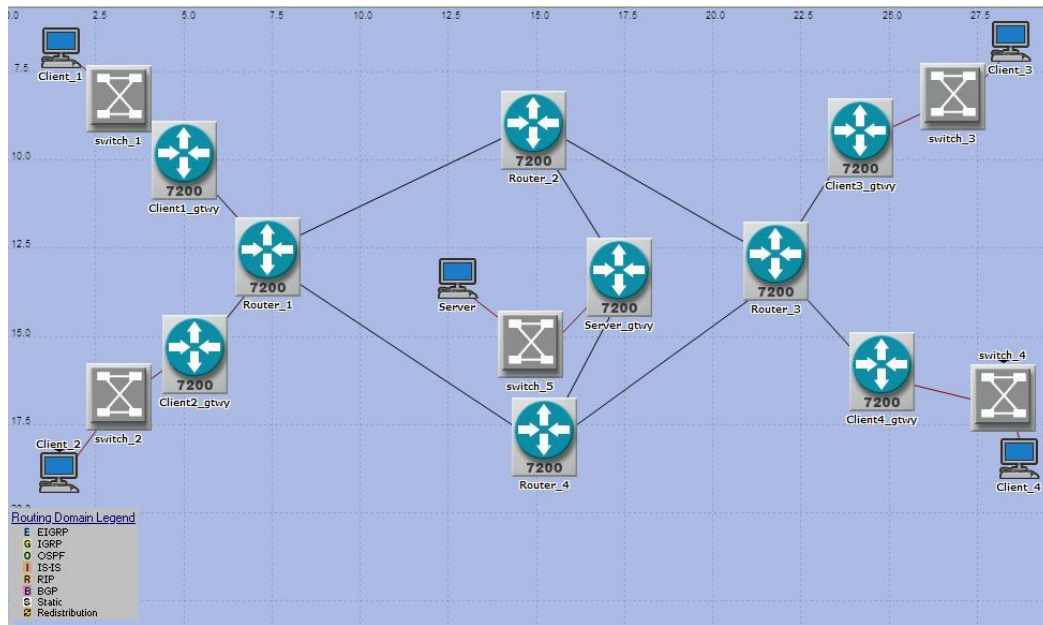 0.0 2.5 5.0 7.5 10.0 12.5 15.0 17.5 20.0 22.5 25.0 27.5
Client_1
Client_3
7.5
switch_1
switch_3
7200
Router_2
7200
Client3_gtwy
10.0
7200
Client1_gtwy
12.5
7200
Router_1
Server
7200
Server_gtwy
7200
Router_3
15.0
switch_5
switch_4
7200
Client2_gtwy
7200
Client4_gtwy
17.5
switch_2
Client_2
7200
Router_4
Client_4
Routing Domain Legend
E EIGRP
G IGRP
O OSPF
I IS-IS
R RIP
B BGP
S Static
Redistribution